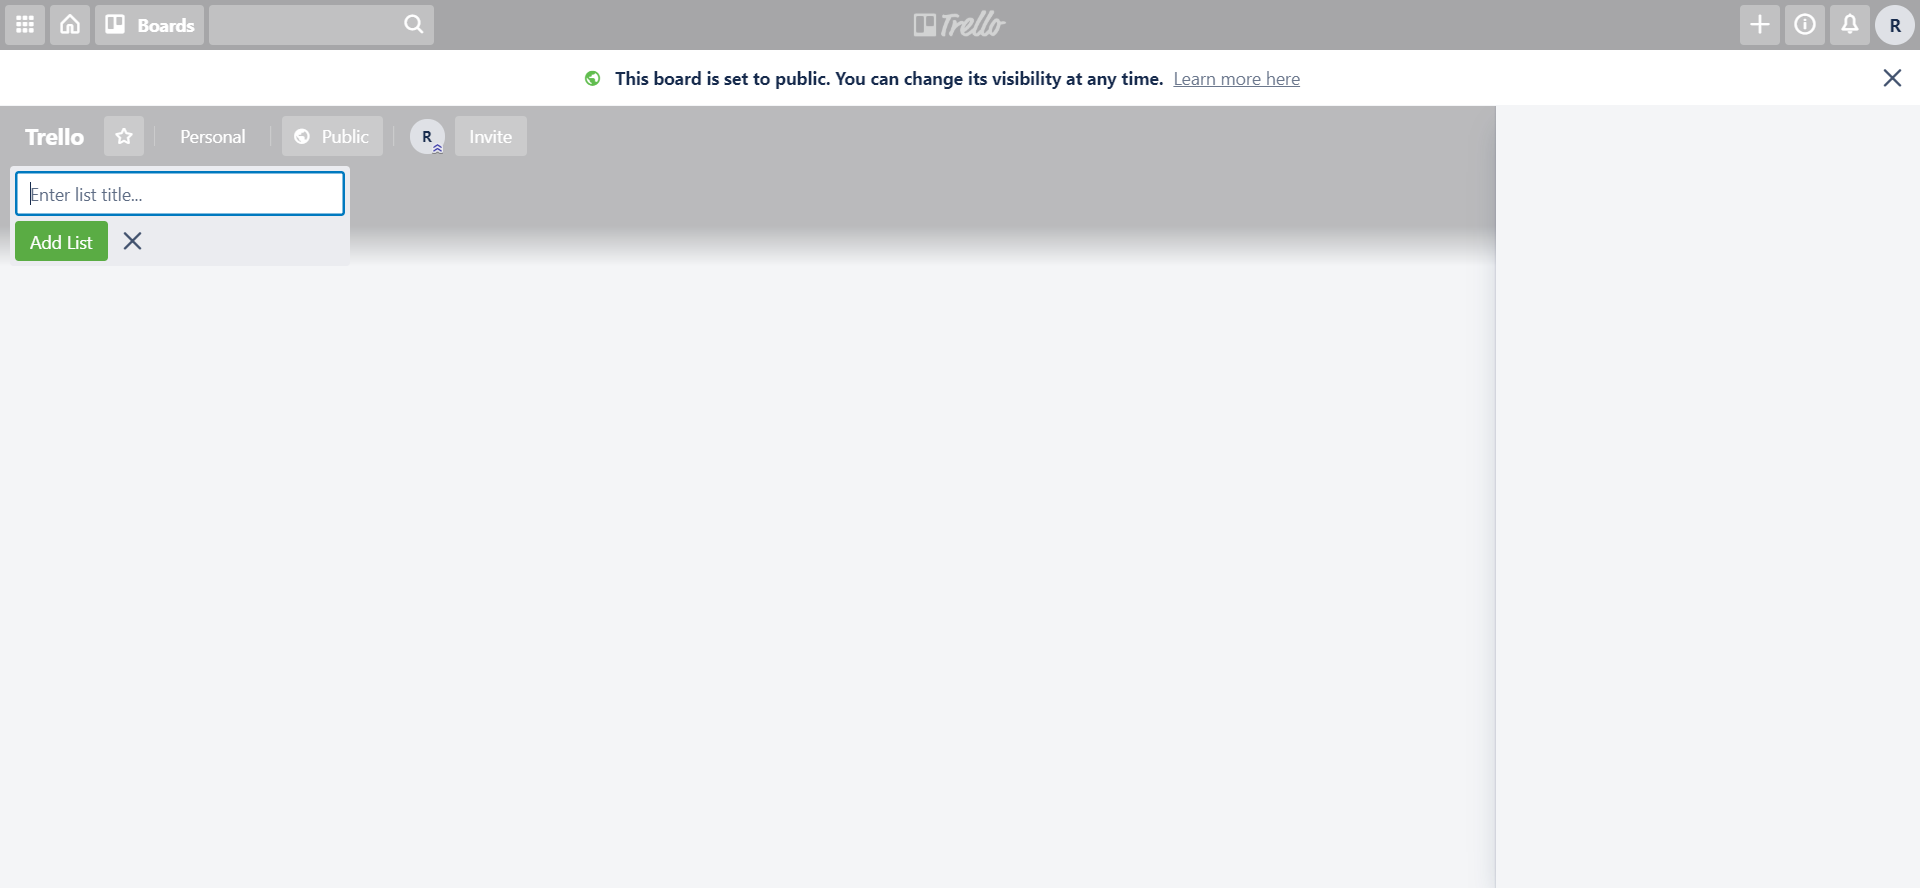 Boards
Trello
R
This board is set to public. You can change its visibility at any time. Learn more here
Trello Personal Public R Invite
Enter list title...
Add List